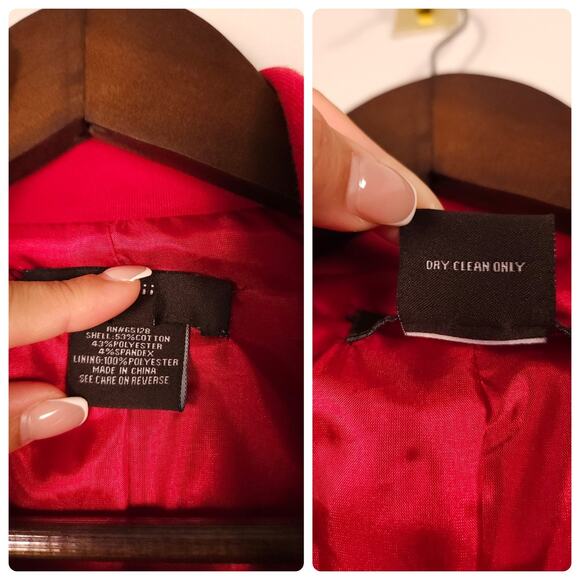 RN#65128
SHELL:53%COTTON
43%POLYESTER
4%SPANDEX
LINING:100%POLYESTER
MADE IN CHINA
SEE CARE ON REVERSE
DRY CLEAN ONLY